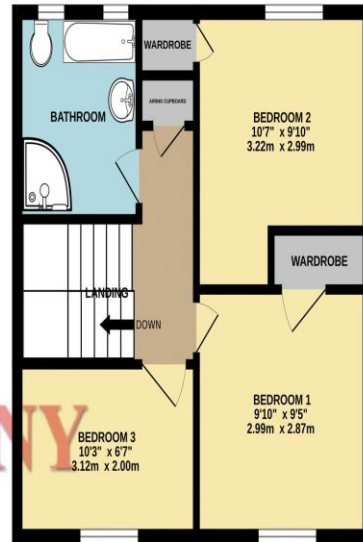 WARDROBE
AIRING CUPBOARD
BATHROOM
BEDROOM 2
10'7" x 9'10"
3.22m x 2.99m
WARDROBE
LANDING
DOWN
BEDROOM 1
9'10" x 9'5"
2.99m x 2.87m
BEDROOM 3
10'3" x 6'7"
3.12m x 2.00m
NY